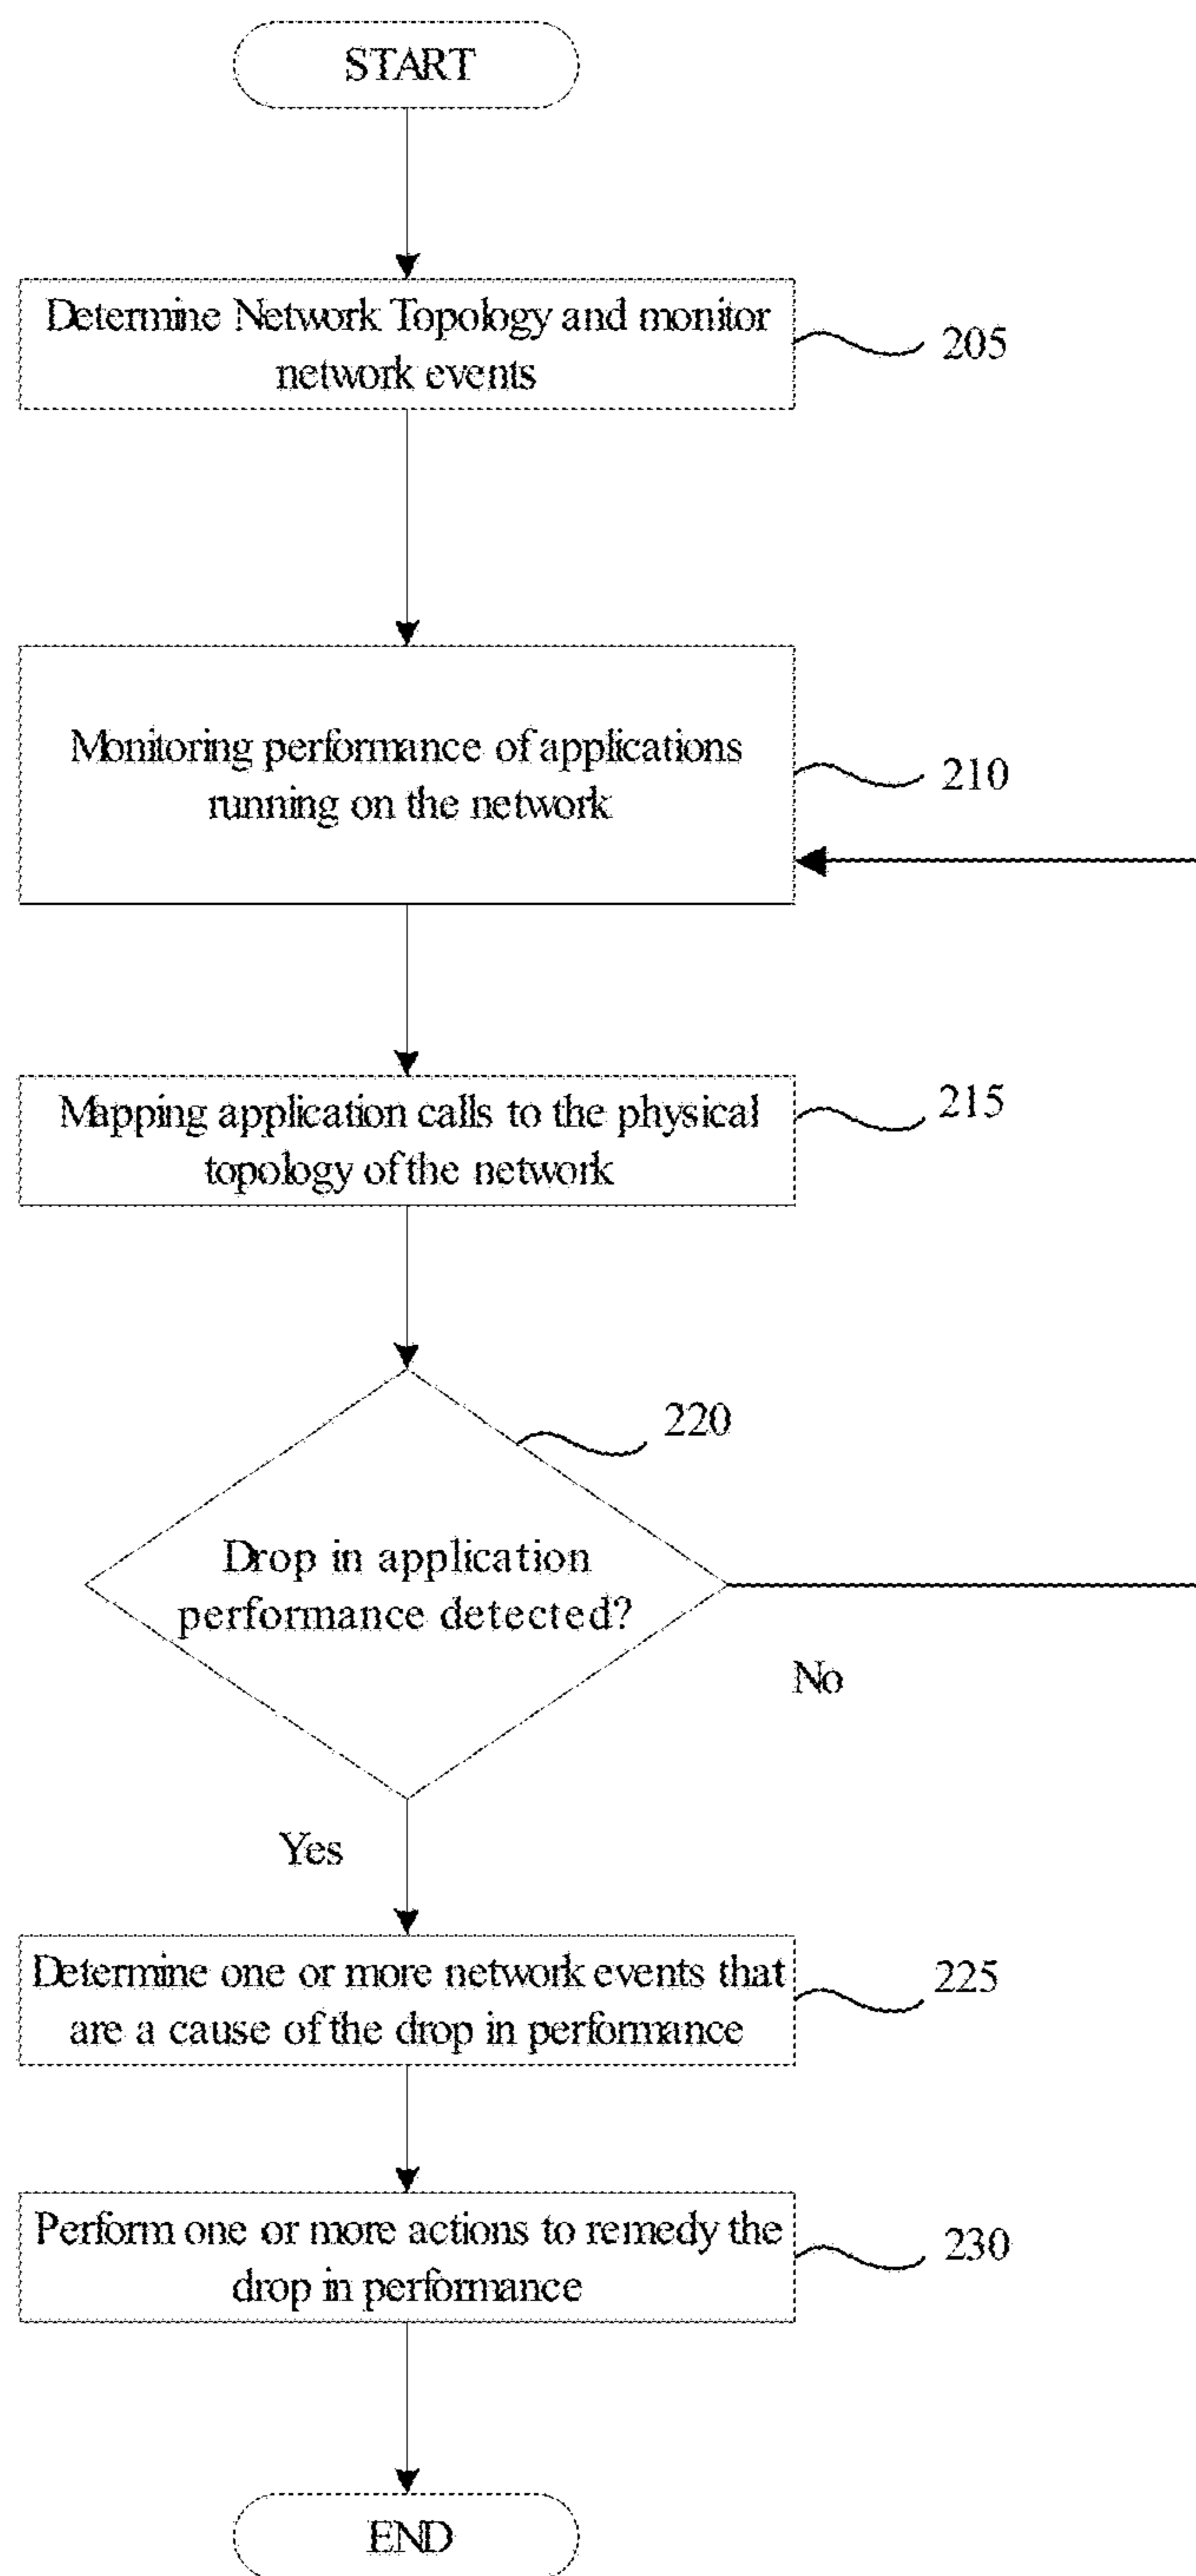 START
Determine Network Topology and monitor
network events
205
Monitoring performance of applications
running on the network
210
Mapping application calls to the physical
topology of the network
215
220
Drop in application
performance detected?
No
Yes
Determine one or more network events that
are a cause of the drop in performance
225
Perform one or more actions to remedy the
drop in performance
230
END